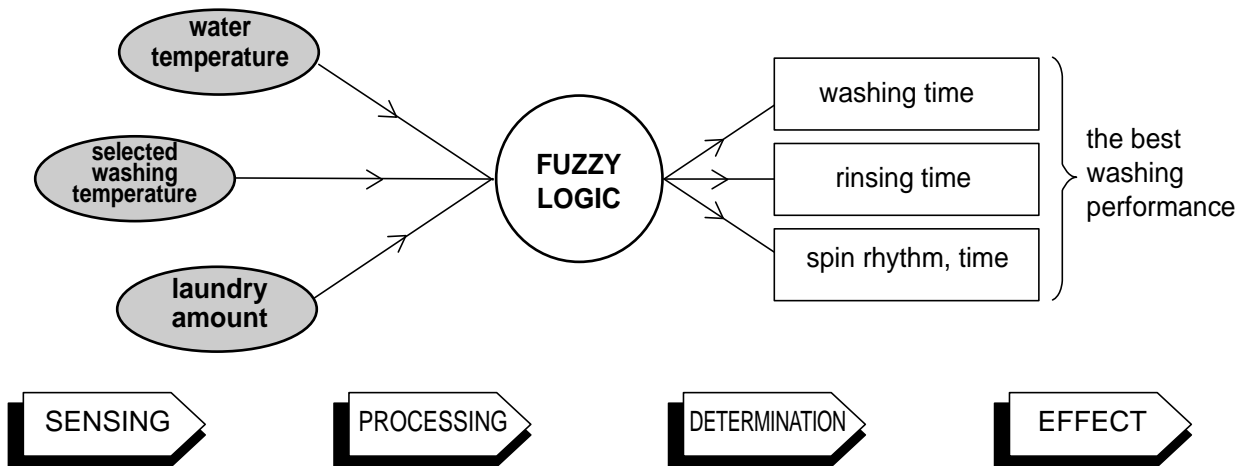 water
temperature
selected
washing
temperature
laundry
amount
FUZZY
LOGIC
washing time
rinsing time
spin rhythm, time
the best
washing
performance
SENSING
PROCESSING
DETERMINATION
EFFECT